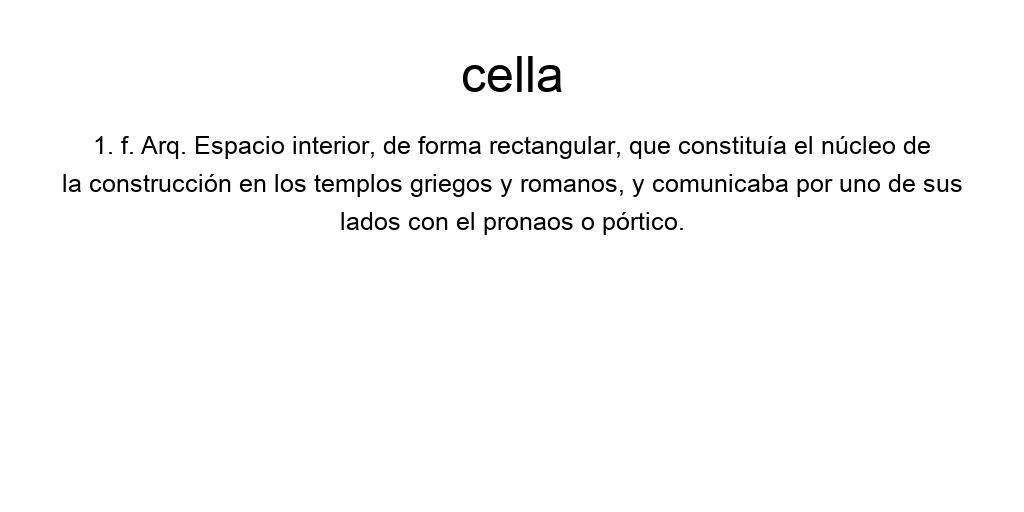 cella
1. f. Arq. Espacio interior, de forma rectangular, que constituía el núcleo de
la construcción en los templos griegos y romanos, y comunicaba por uno de sus
lados con el pronaos o pórtico.